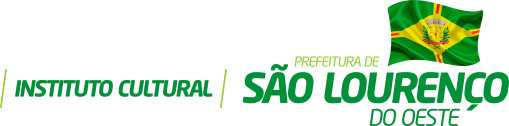 INSTITUTO CULTURAL
PREFEITURA DE
SÃO LOURENÇO
DO OESTE